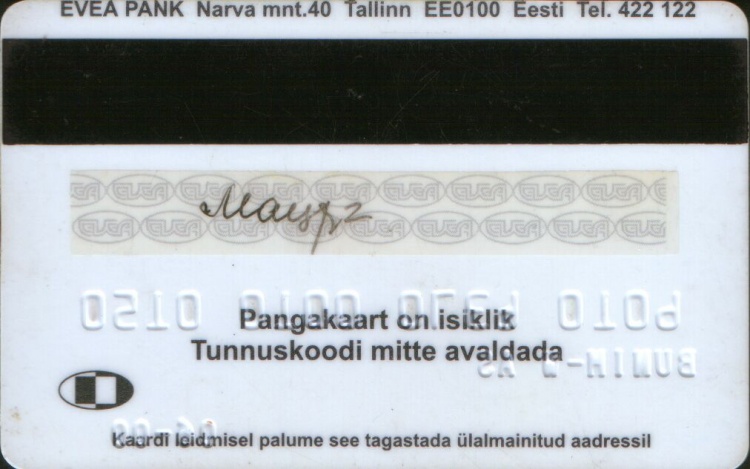 EVEA PANK Narva mnt.40 Tallinn EE0100 Eesti Tel. 422 122
Pangakaart on isiklik
Tunnuskoodi mitte avaldada
Kaardi leidmisel palume see tagastada ülalmainitud aadressil